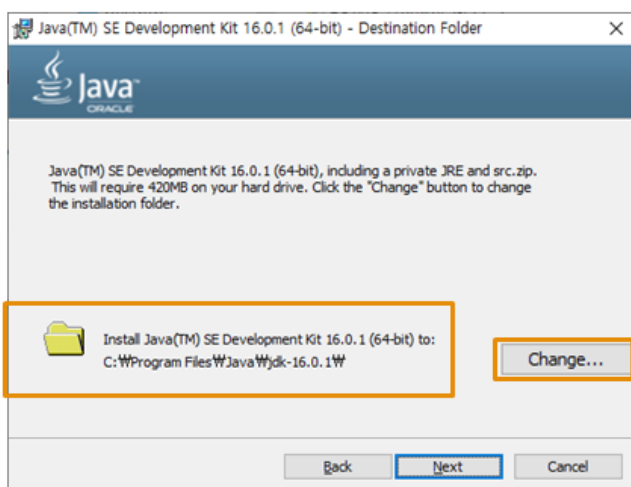 Java(TM) SE Development Kit 16.0.1 (64-bit) - Destination Folder
Java™
ORACLE
Java(TM) SE Development Kit 16.0.1 (64-bit), including a private JRE and src.zip.
This will require 420MB on your hard drive. Click the "Change" button to change
the installation folder.
Install Java(TM) SE Development Kit 16.0.1 (64-bit) to:
C:₩Program Files₩Java₩jdk-16.0.1₩
Change...
Back
Next
Cancel